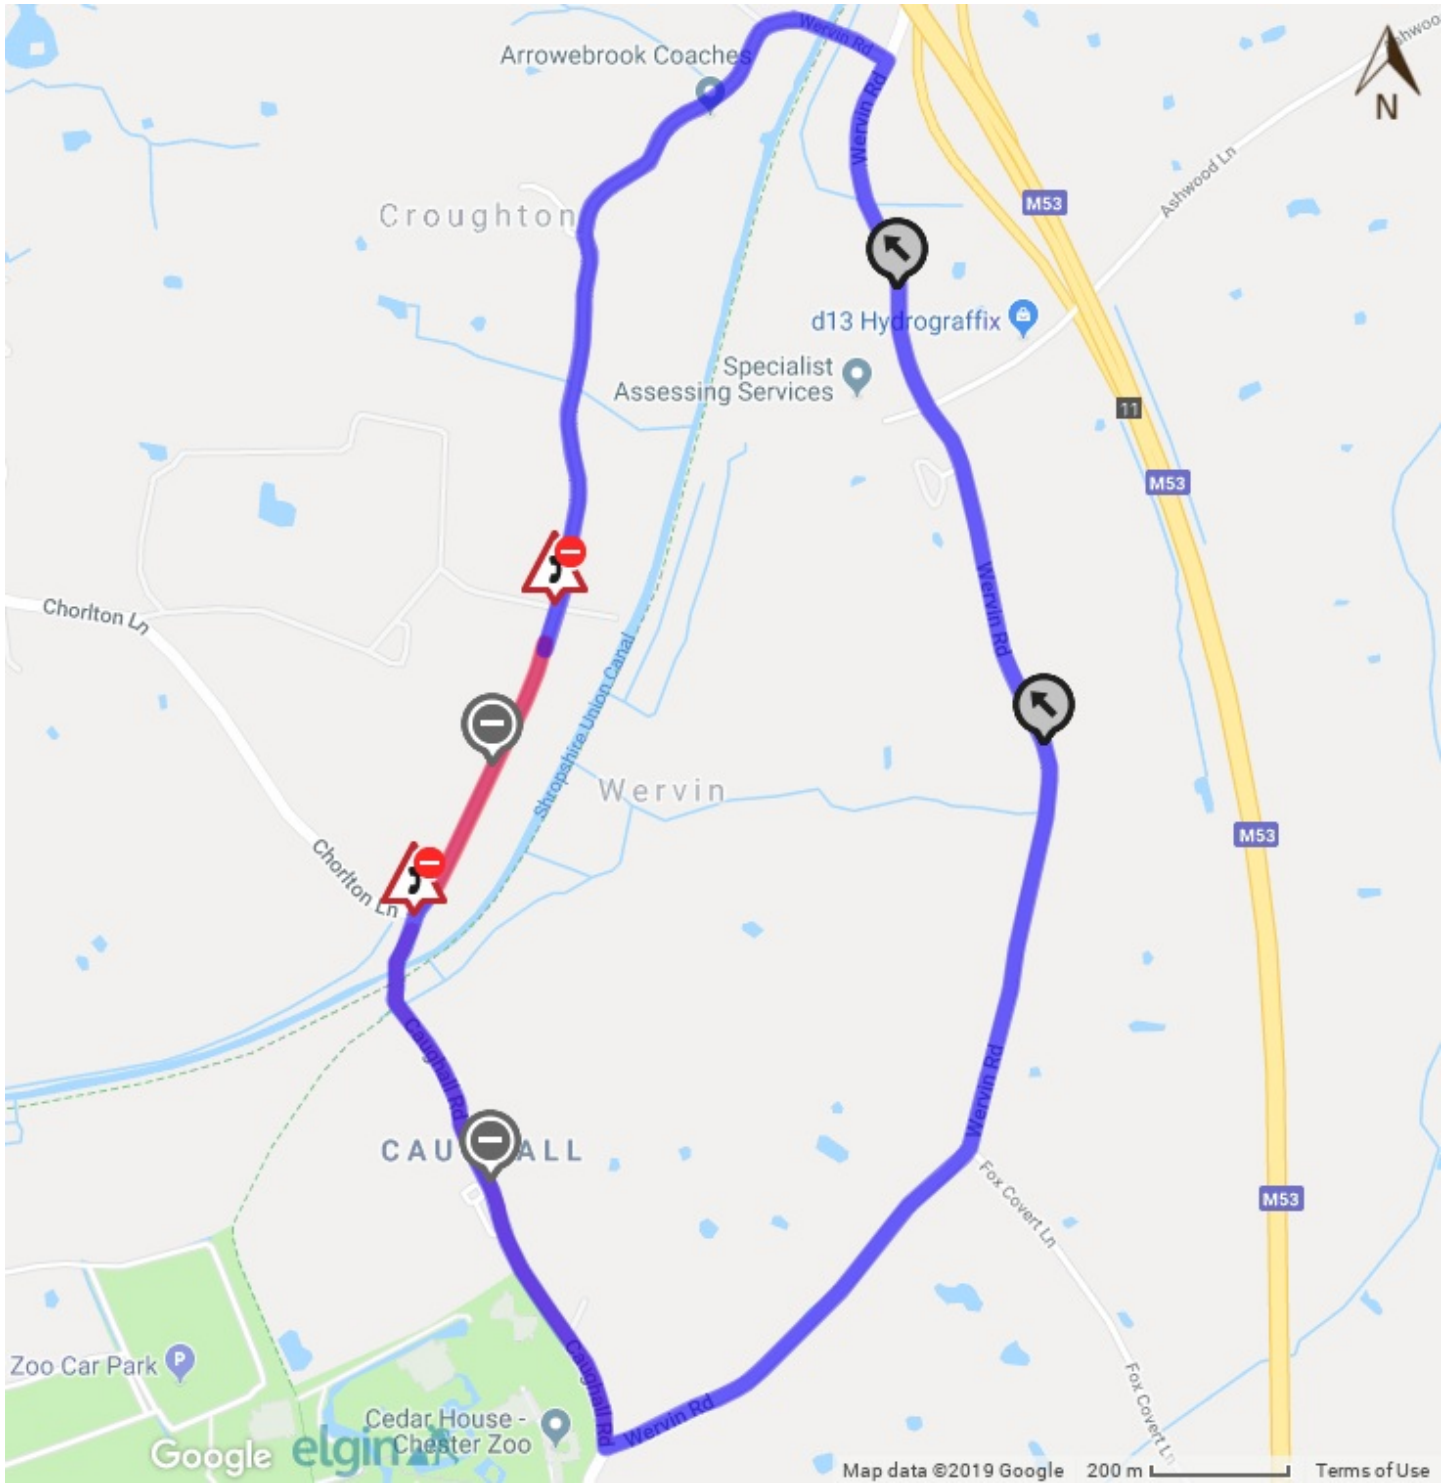 Wervin Rd
Arrowebrook Coaches
Ashwoo
N
Wervin Rd
Ashwood Ln
M53
Croughton
d13 Hydrograffix
Specialist
Assessing Services
11
M53
Wervin Rd
Chorlton Ln
Shropshire Union Canal
Wervin
M53
Chorlton Ln
Caughall Rd
Wervin Rd
CAU ALL
Fox Covert Ln
M53
Zoo Car Park
P
Caughall Rd
Wervin Rd
Fox Covert Ln
Cedar House -
Chester Zoo
Google
elgin
Map data ©2019 Google
200 m
Terms of Use